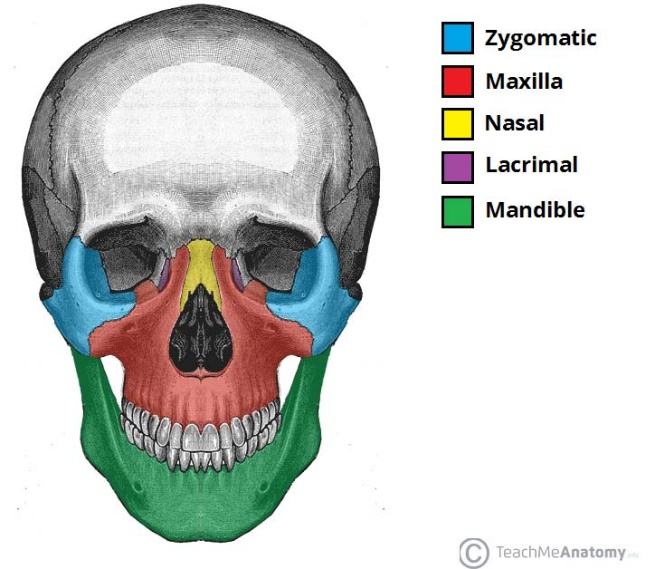 Zygomatic
Maxilla
Nasal
Lacrimal
Mandible
© TeachMeAnatomy